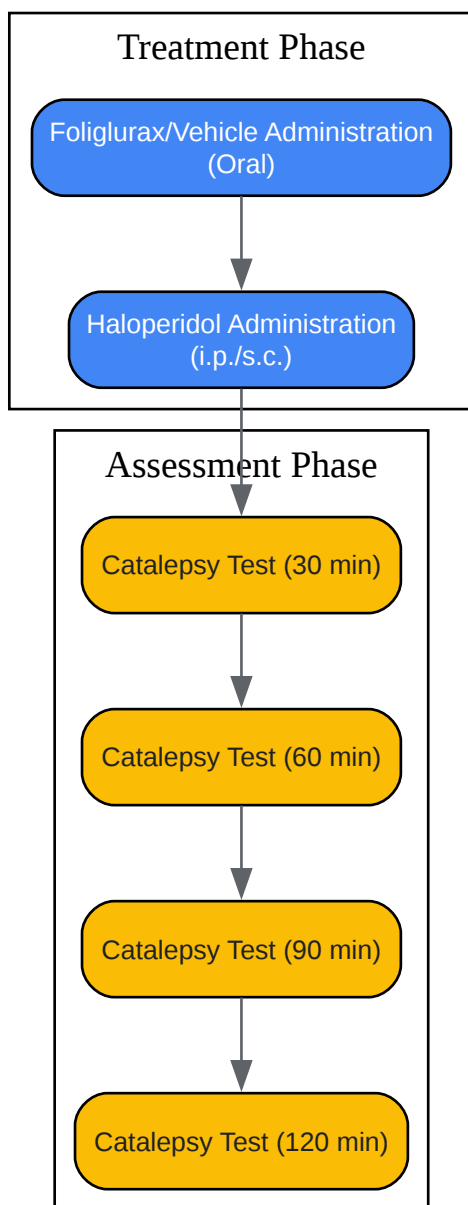 Treatment Phase
Foliglurax/Vehicle Administration
(Oral)
Haloperidol Administration
(i.p./s.c.)
Assessment Phase
Catalepsy Test (30 min)
Catalepsy Test (60 min)
Catalepsy Test (90 min)
Catalepsy Test (120 min)